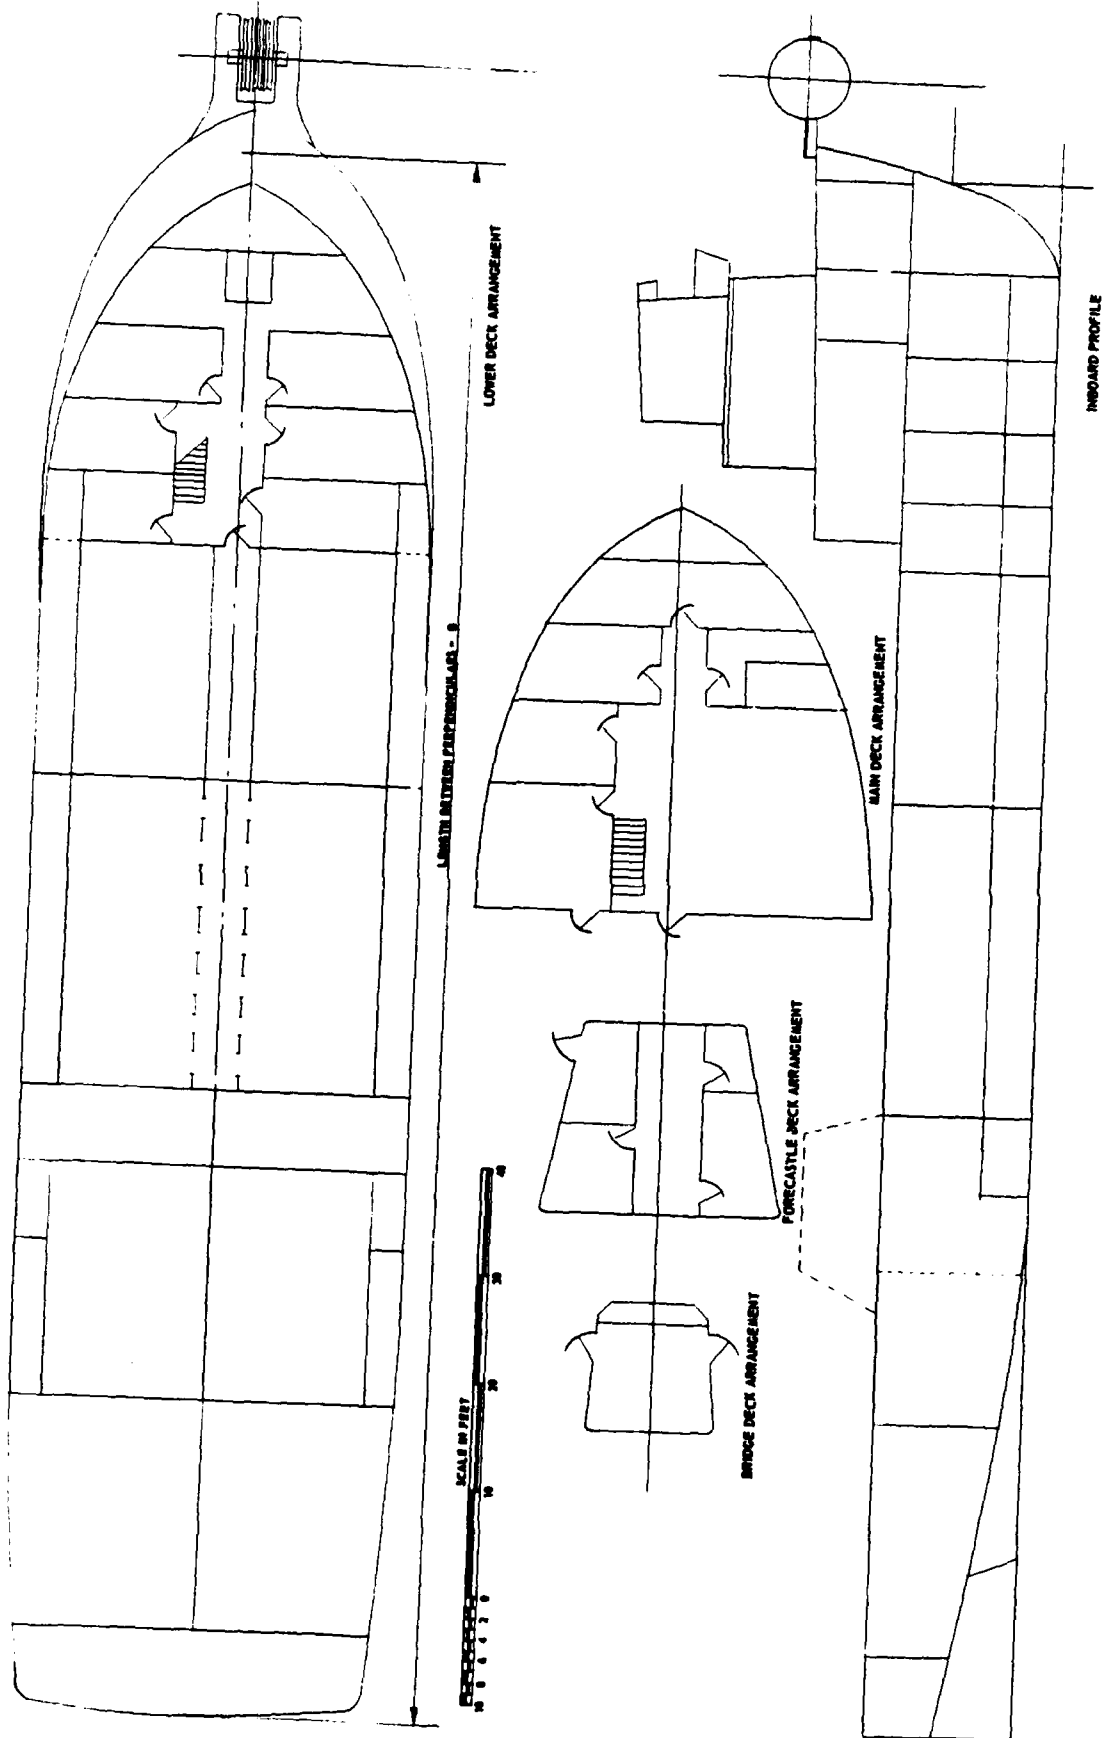 LOWER DECK ARRANGEMENT
INBOARD PROFILE
LENGTH BETWEEN PERPENDICULARS -
MAIN DECK ARRANGEMENT
FORECASTLE DECK ARRANGEMENT
BRIDGE DECK ARRANGEMENT
SCALE IN FEET
10 8 6 4 2 0 10 20 30 40